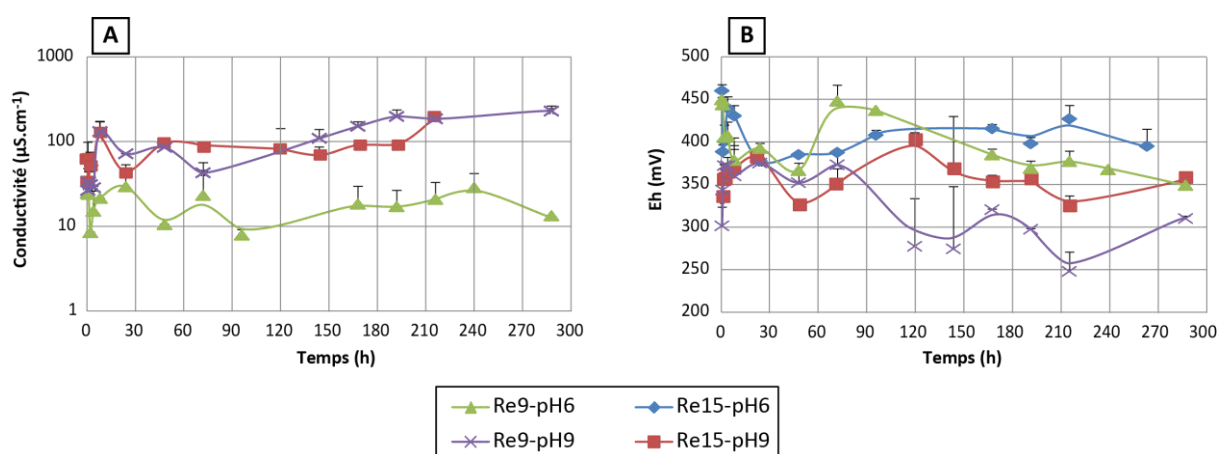 A
B
Conductivité (µS.cm⁻¹)
1000
100
10
1
0 30 60 90 120 150 180 210 240 270 300
Temps (h)
Eh (mV)
500
450
400
350
300
250
200
0 30 60 90 120 150 180 210 240 270 300
Temps (h)
Re9-pH6 Re15-pH6
Re9-pH9 Re15-pH9